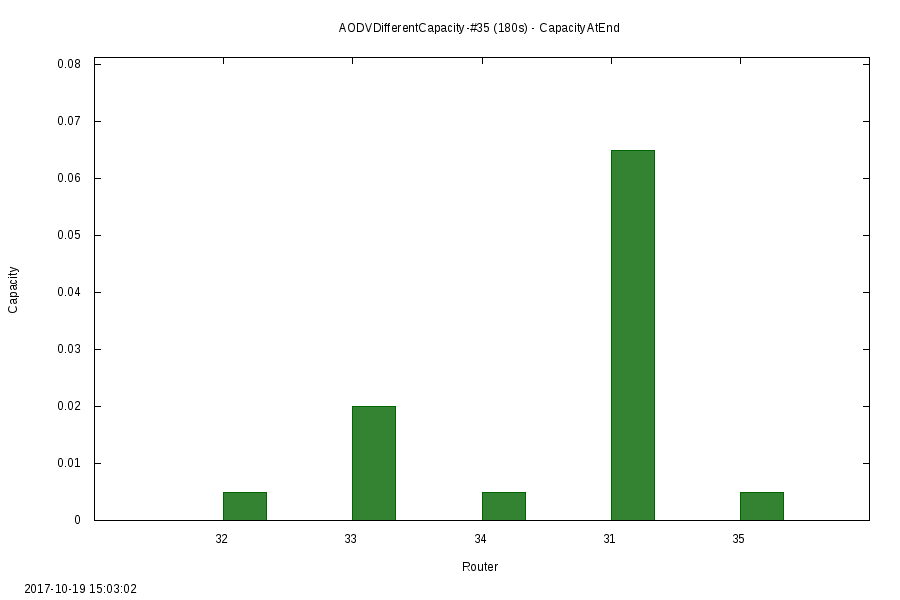 AODVDifferentCapacity-#35 (180s) - CapacityAtEnd
0.08
0.07
0.06
0.05
0.04
0.03
0.02
0.01
0
Capacity
32 33 34 31 35
Router
2017-10-19 15:03:02